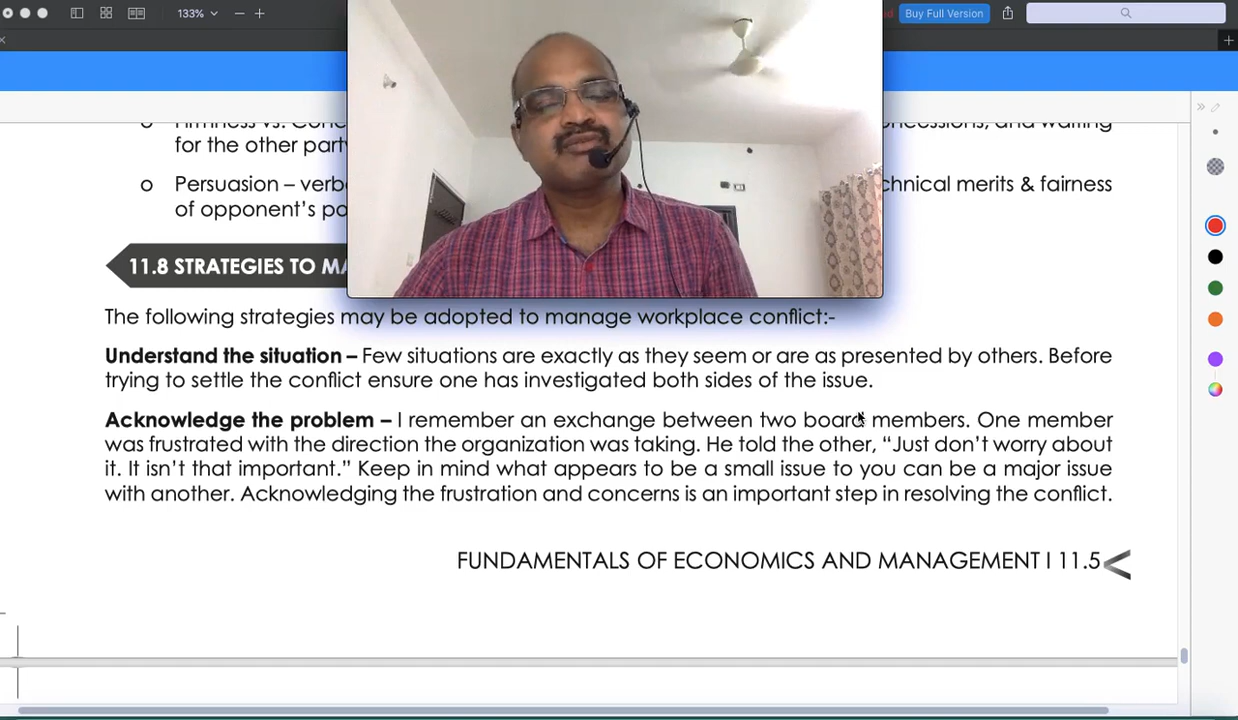 133%
Buy Full Version
for the other party
Persuasion – chnical merits & fairness
of opponent's
11.8 STRATEGIES TO
The following strategies may be adopted to manage workplace conflict:-
Understand the situation – Few situations are exactly as they seem or are as presented by others. Before
trying to settle the conflict ensure one has investigated both sides of the issue.
Acknowledge the problem – I remember an exchange between two board members. One member
was frustrated with the direction the organization was taking. He told the other, “Just don’t worry about
it. It isn’t that important.” Keep in mind what appears to be a small issue to you can be a major issue
with another. Acknowledging the frustration and concerns is an important step in resolving the conflict.
FUNDAMENTALS OF ECONOMICS AND MANAGEMENT I 11.5